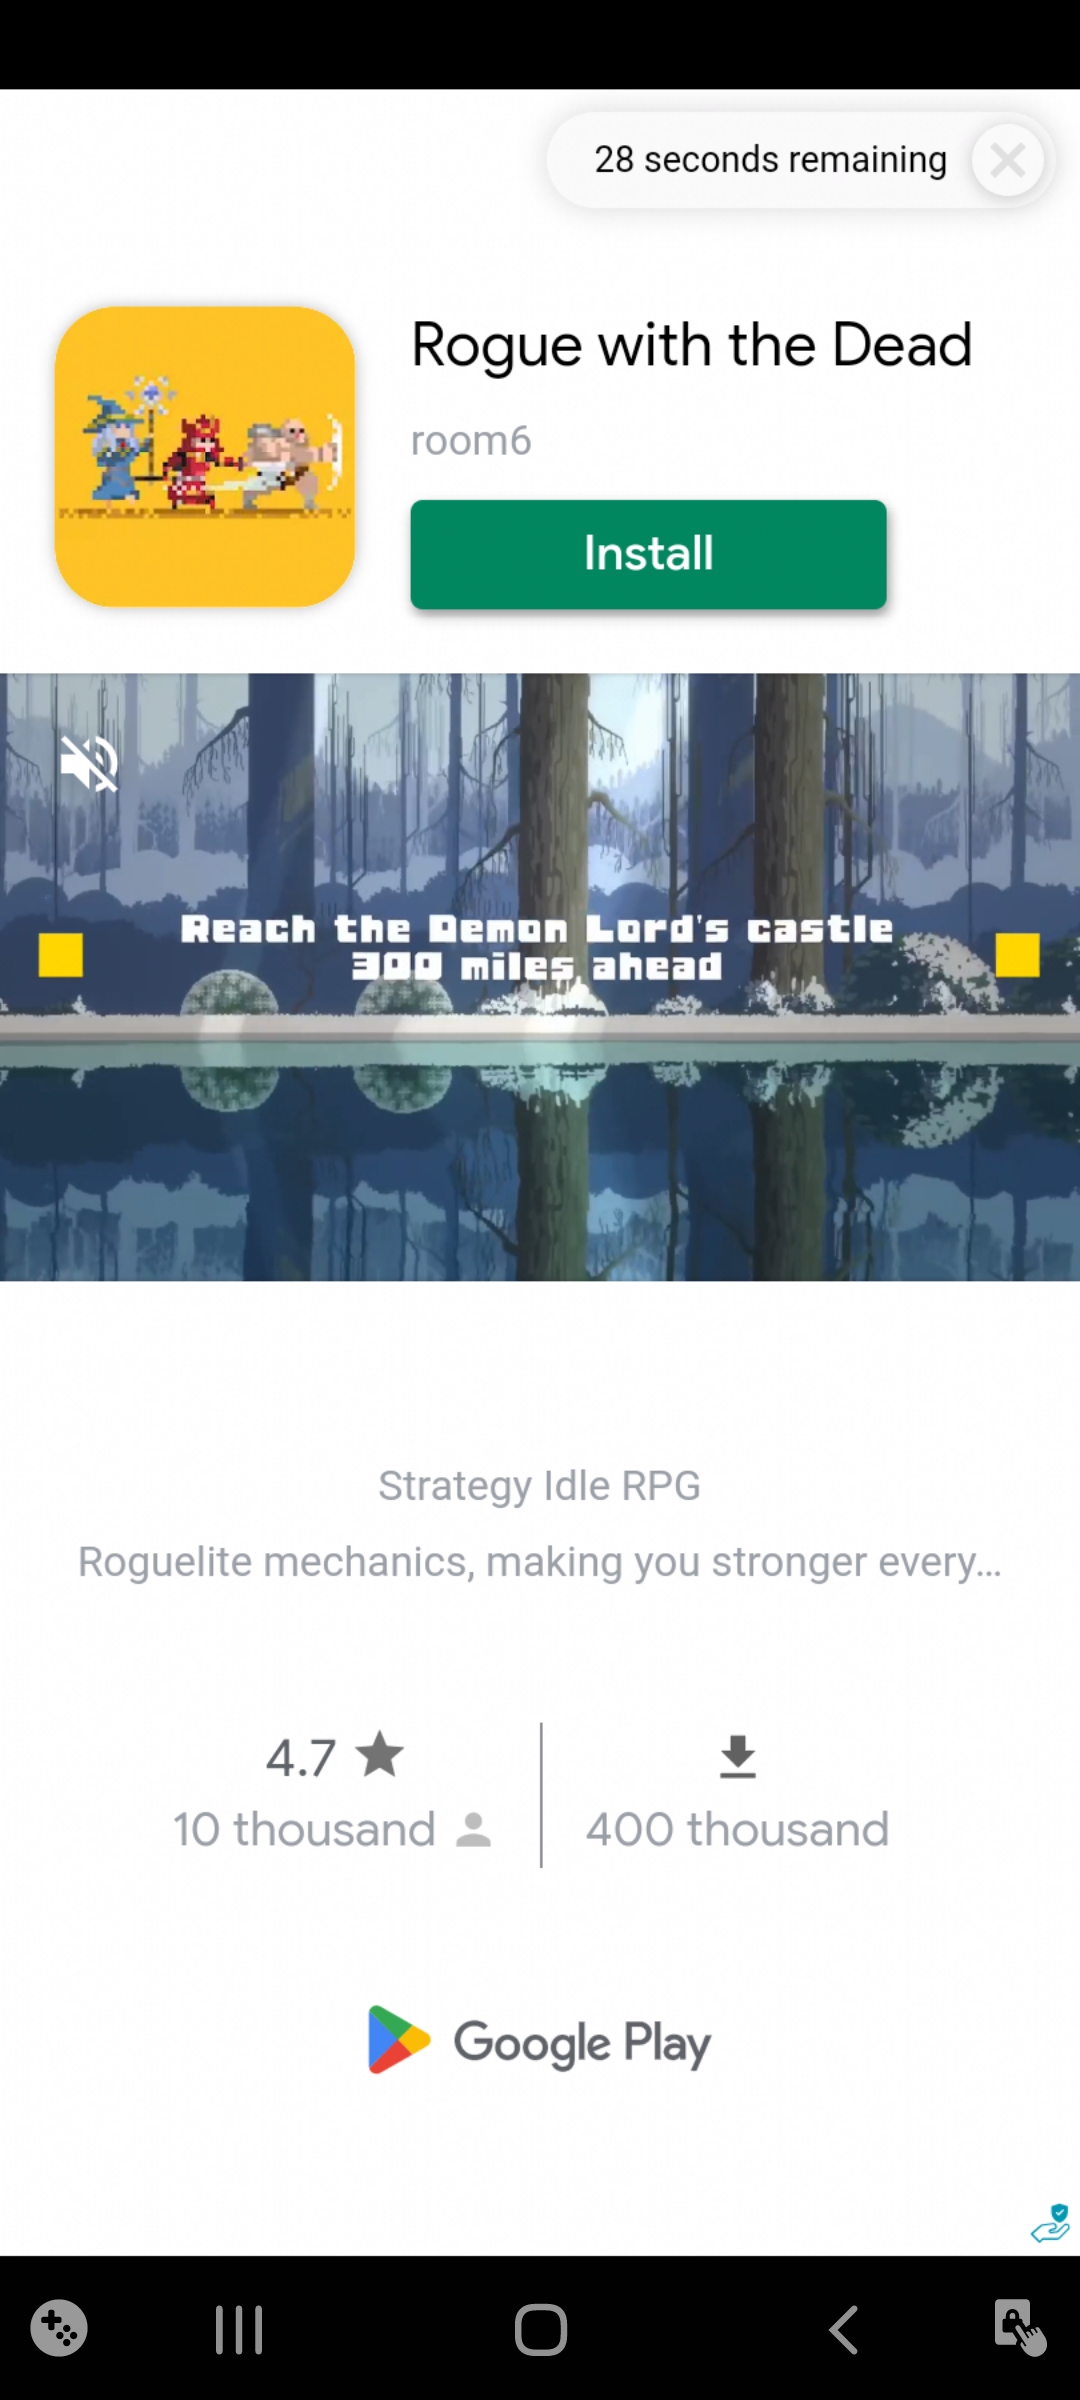 28 seconds remaining
Rogue with the Dead
room6
Install
Reach the Demon Lord's castle
300 miles ahead
Strategy Idle RPG
Roguelite mechanics, making you stronger every...
4.7
10 thousand
400 thousand
Google Play